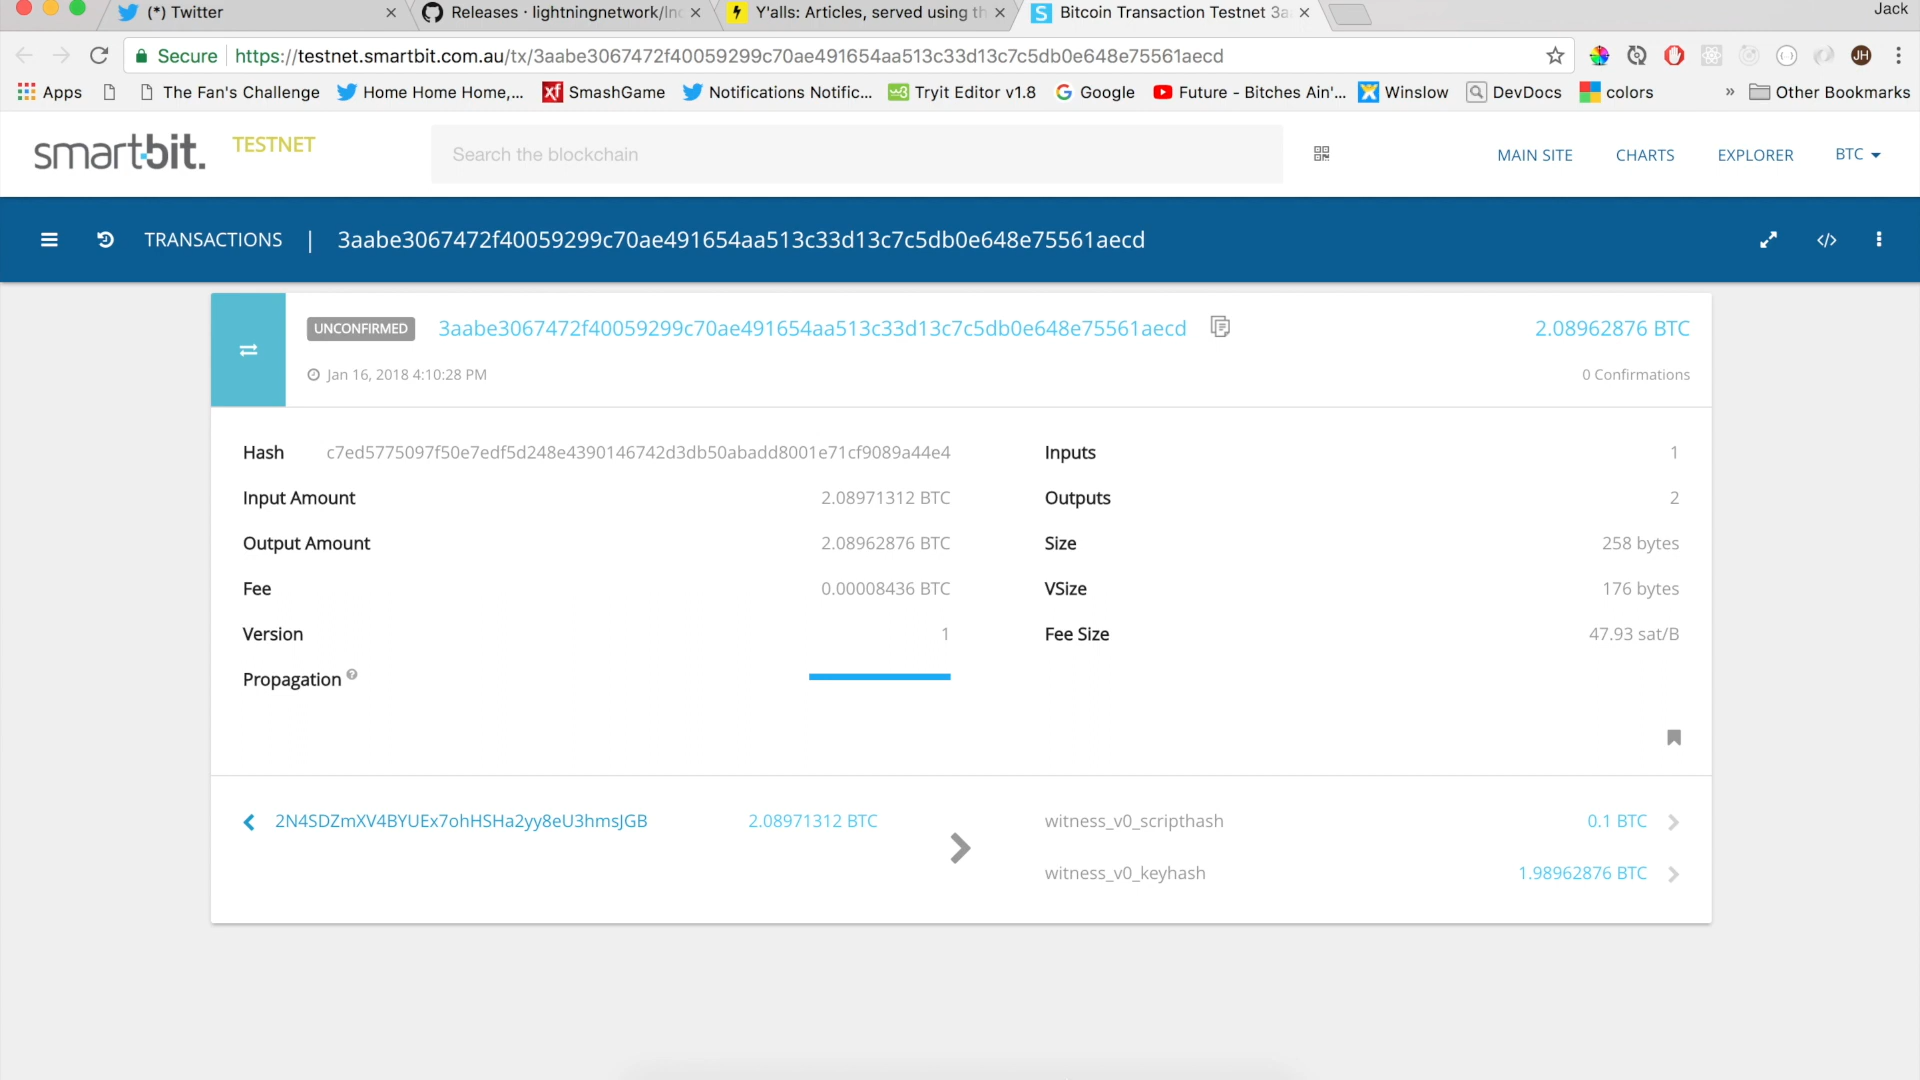 (*) Twitter
Releases · lightningnetwork/ln
Y'alls: Articles, served using th
Bitcoin Transaction Testnet 3a
Jack
Secure
https://testnet.smartbit.com.au/tx/3aabe3067472f40059299c70ae491654aa513c33d13c7c5db0e648e75561aecd
JH
Apps
The Fan's Challenge
Home Home Home,...
xf SmashGame
Notifications Notific...
w3 Tryit Editor v1.8
Google
Future - Bitches Ain'...
Winslow
DevDocs
colors
»
Other Bookmarks
smartbit.
TESTNET
Search the blockchain
MAIN SITE
CHARTS
EXPLORER
BTC
TRANSACTIONS | 3aabe3067472f40059299c70ae491654aa513c33d13c7c5db0e648e75561aecd
UNCONFIRMED 3aabe3067472f40059299c70ae491654aa513c33d13c7c5db0e648e75561aecd
2.08962876 BTC
Jan 16, 2018 4:10:28 PM
0 Confirmations
Hash c7ed5775097f50e7edf5d248e4390146742d3db50abadd8001e71cf9089a44e4
Inputs 1
Input Amount 2.08971312 BTC
Outputs 2
Output Amount 2.08962876 BTC
Size 258 bytes
Fee 0.00008436 BTC
VSize 176 bytes
Version 1
Fee Size 47.93 sat/B
Propagation ?
2N4SDZmXV4BYUEx7ohHSHa2yy8eU3hmsJGB 2.08971312 BTC
witness_v0_scripthash 0.1 BTC
witness_v0_keyhash 1.98962876 BTC